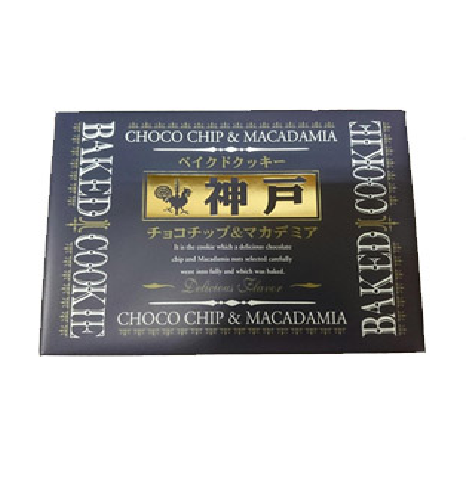 CHOCO CHIP & MACADAMIA
ベイクドクッキー
神戸
チョコチップ&マカデミア
It is the cookie which a delicious chocolate
chip and Macadamia nuts selected carefully
were seen fully and which was baked.
Delicious Flavor
CHOCO CHIP & MACADAMIA
BAKED COOKIE
BAKED COOKIE